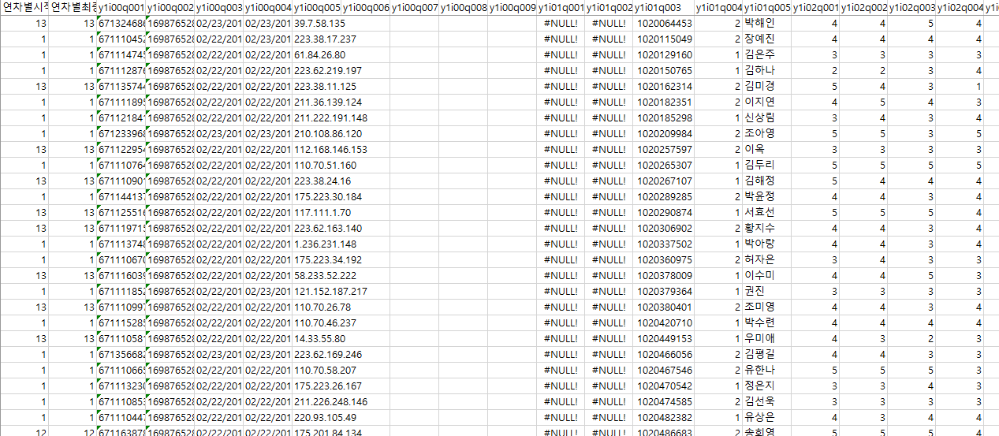 연차별시작 연차별최종 y1i00q001 y1i00q002 y1i00q003 y1i00q004 y1i00q005 y1i00q006 y1i00q007 y1i00q008 y1i00q009 y1i01q001 y1i01q002 y1i01q003 y1i01q004 y1i01q005 y1i02q001 y1i02q002 y1i02q003 y1i02q004
13 13 67132468 16987652 02/23/201 02/23/201 39.7.58.135 #NULL! #NULL! 1020064453 2 박해인 4 4 5 4
1 1 67111045 16987652 02/23/201 02/23/201 223.38.17.237 #NULL! #NULL! 1020115049 2 장예진 4 4 4 4
1 1 67111474 16987652 02/22/201 02/22/201 61.84.26.80 #NULL! #NULL! 1020129160 1 김은주 3 3 3 3
1 1 67111287 16987652 02/22/201 02/22/201 223.62.219.197 #NULL! #NULL! 1020150765 1 김하나 2 2 3 4
13 13 67113574 16987652 02/22/201 02/22/201 223.38.11.125 #NULL! #NULL! 1020162314 2 김미경 5 4 3 1
1 1 67111189 16987652 02/22/201 02/22/201 211.36.139.124 #NULL! #NULL! 1020182351 2 이지연 4 5 4 3
1 1 67112184 16987652 02/22/201 02/22/201 211.222.191.148 #NULL! #NULL! 1020185298 1 신상림 3 4 3 4
1 1 67123396 16987652 02/22/201 02/22/201 210.108.86.120 #NULL! #NULL! 1020209984 2 조아영 5 5 3 5
13 13 67112295 16987652 02/22/201 02/22/201 112.168.146.153 #NULL! #NULL! 1020257597 2 이옥 3 3 3 3
1 1 67111076 16987652 02/22/201 02/22/201 110.70.51.160 #NULL! #NULL! 1020265307 1 김두리 5 5 5 5
13 13 67111090 16987652 02/22/201 02/22/201 223.38.24.16 #NULL! #NULL! 1020267107 1 김해정 5 4 4 4
1 1 67114413 16987652 02/22/201 02/22/201 175.223.30.184 #NULL! #NULL! 1020289285 2 박윤정 4 4 3 4
13 13 67112551 16987652 02/22/201 02/22/201 117.111.1.70 #NULL! #NULL! 1020290874 1 서효선 5 5 5 4
13 13 67111971 16987652 02/22/201 02/22/201 223.62.163.140 #NULL! #NULL! 1020306902 2 황지수 4 4 3 4
1 1 67111374 16987652 02/22/201 02/22/201 1.236.231.148 #NULL! #NULL! 1020337502 1 박아랑 4 4 3 4
1 1 67111067 16987652 02/22/201 02/22/201 175.223.34.192 #NULL! #NULL! 1020360975 2 허자은 3 4 3 3
13 13 67111603 16987652 02/22/201 02/22/201 58.233.52.222 #NULL! #NULL! 1020378009 1 이수미 4 4 5 3
1 1 67111185 16987652 02/22/201 02/23/201 121.152.187.217 #NULL! #NULL! 1020379364 1 권진 3 3 3 3
13 13 67111099 16987652 02/22/201 02/22/201 110.70.26.78 #NULL! #NULL! 1020380401 2 조미영 4 4 3 4
1 1 67111528 16987652 02/22/201 02/22/201 110.70.46.237 #NULL! #NULL! 1020420710 1 박수련 4 4 4 4
13 13 67111058 16987652 02/22/201 02/22/201 14.33.55.80 #NULL! #NULL! 1020449153 1 우미애 4 3 2 3
1 1 67135668 16987652 02/22/201 02/23/201 223.62.169.246 #NULL! #NULL! 1020466056 2 김평길 4 4 3 4
1 1 67111066 16987652 02/22/201 02/22/201 110.70.58.207 #NULL! #NULL! 1020467546 2 유한나 5 5 5 3
1 1 67111323 16987652 02/22/201 02/22/201 175.223.26.167 #NULL! #NULL! 1020470542 1 정은지 3 3 4 3
1 1 67111085 16987652 02/22/201 02/22/201 211.226.248.146 #NULL! #NULL! 1020474585 2 김선욱 3 3 3 3
1 1 67111044 16987652 02/22/201 02/22/201 220.93.105.49 #NULL! #NULL! 1020482382 1 유상은 4 3 4 4
12 12 67116387 16987652 02/22/201 02/22/201 175.201.84.134 #NULL! #NULL! 1020486683 2 송희영 5 5 5 4